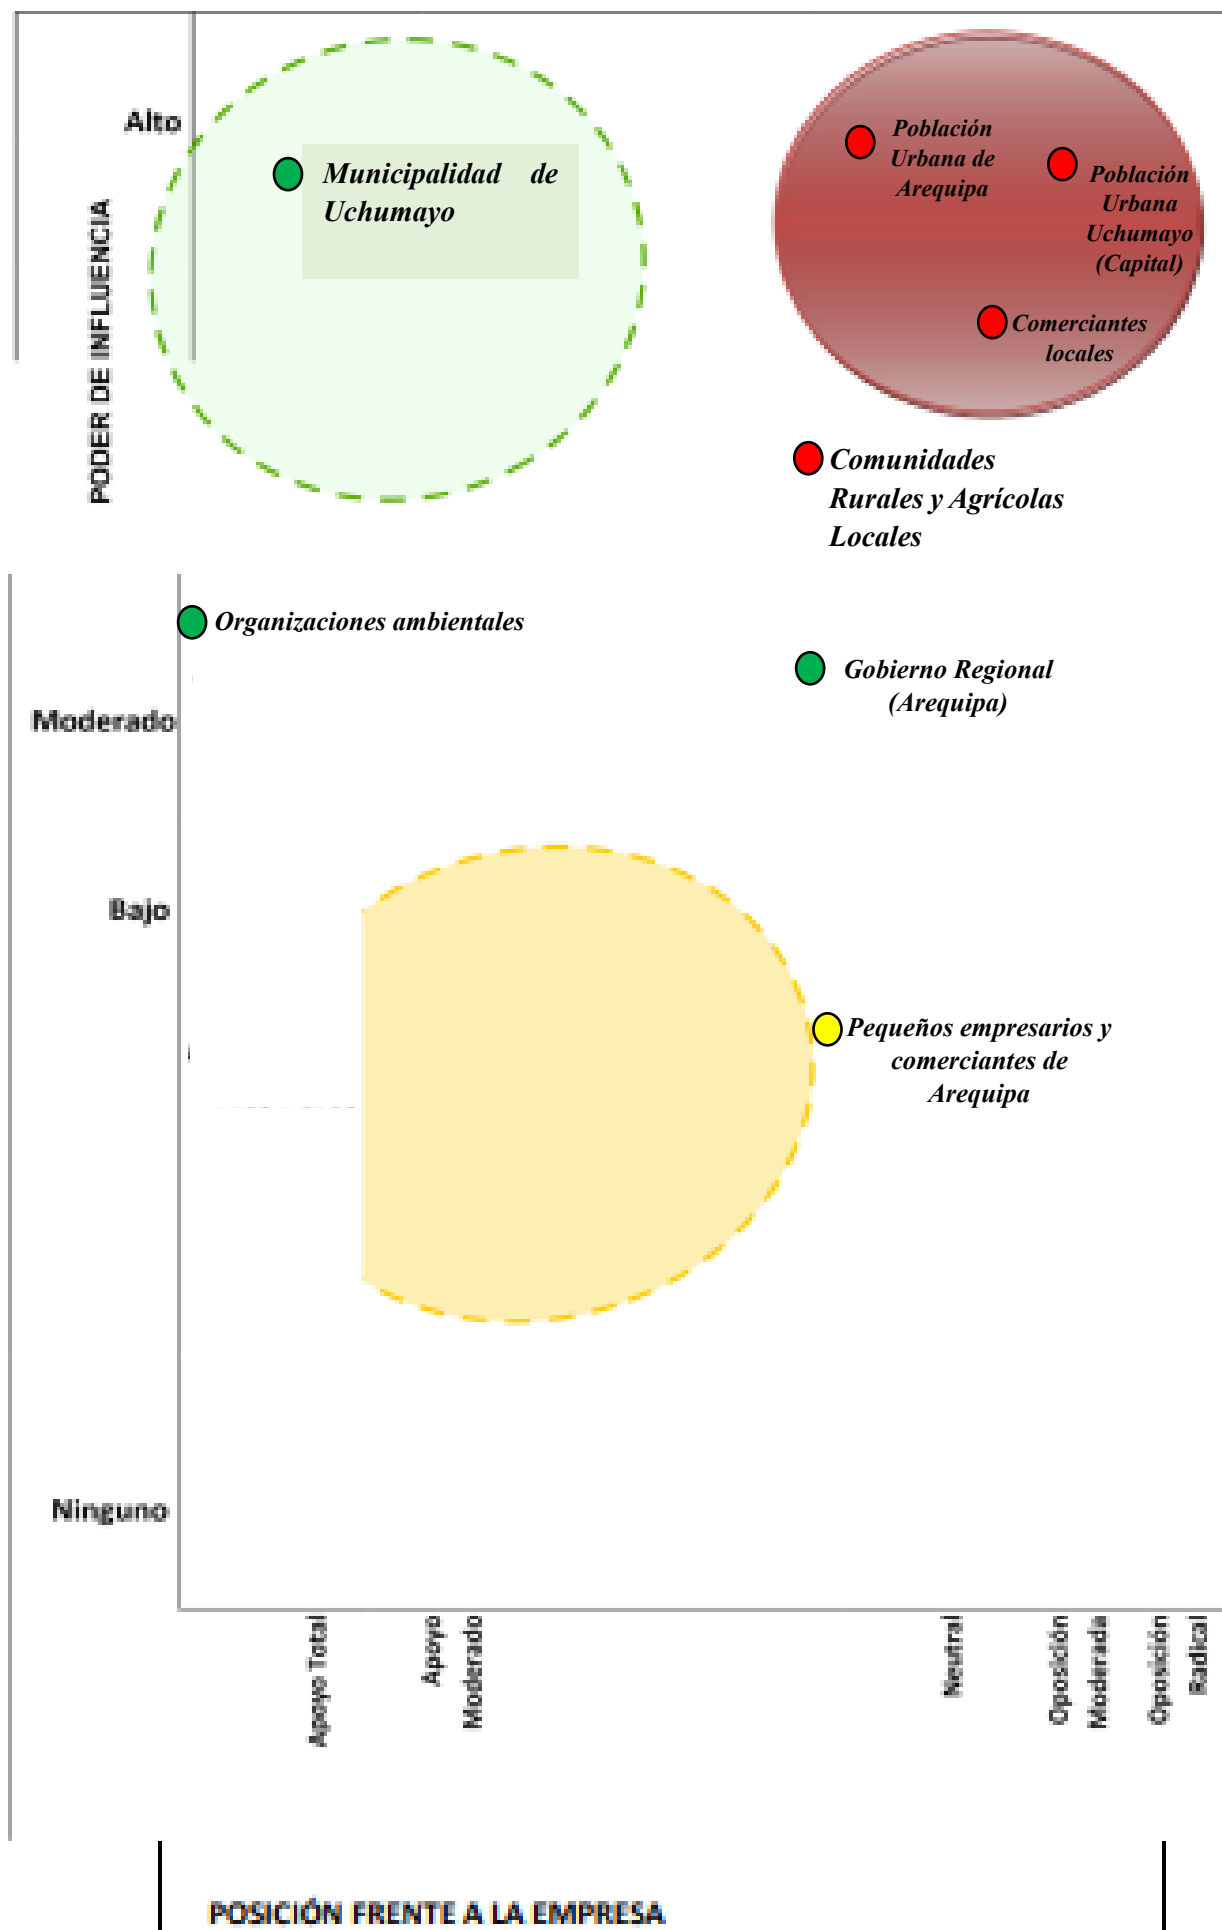 Alto
PODER DE INFLUENCIA
Municipalidad de
Uchumayo
Población
Urbana de
Arequipa
Población
Urbana
Uchumayo
(Capital)
Comerciantes
locales
Comunidades
Rurales y Agrícolas
Locales
Organizaciones ambientales
Gobierno Regional
(Arequipa)
Moderado
Bajo
Pequeños empresarios y
comerciantes de
Arequipa
Ninguno
Apoyo Total
Apoyo
Moderado
Neutral
Oposición
Moderada
Oposición
Radical
POSICIÓN FRENTE A LA EMPRESA